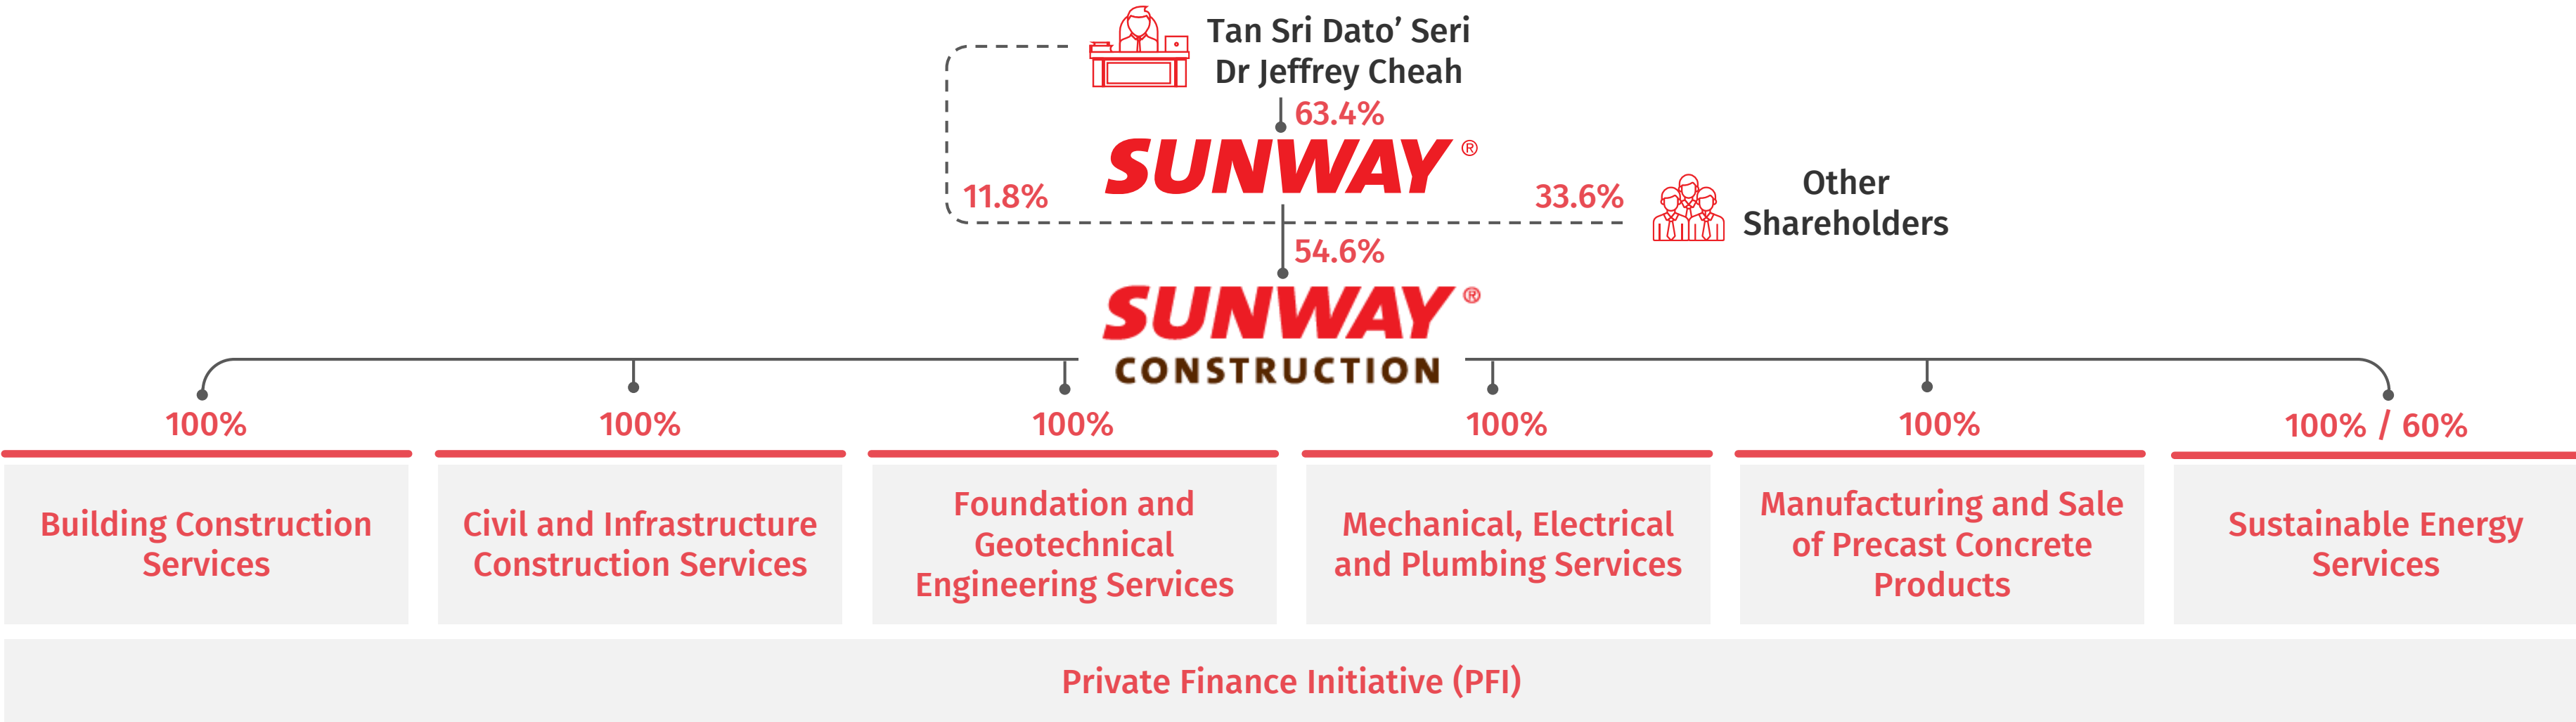 Tan Sri Dato’ Seri
Dr Jeffrey Cheah
63.4%
SUNWAY ®
11.8%
33.6%
Other
Shareholders
54.6%
SUNWAY ®
CONSTRUCTION
100%
Building Construction
Services
100%
Civil and Infrastructure
Construction Services
100%
Foundation and
Geotechnical
Engineering Services
100%
Mechanical, Electrical
and Plumbing Services
100%
Manufacturing and Sale
of Precast Concrete
Products
100% / 60%
Sustainable Energy
Services
Private Finance Initiative (PFI)